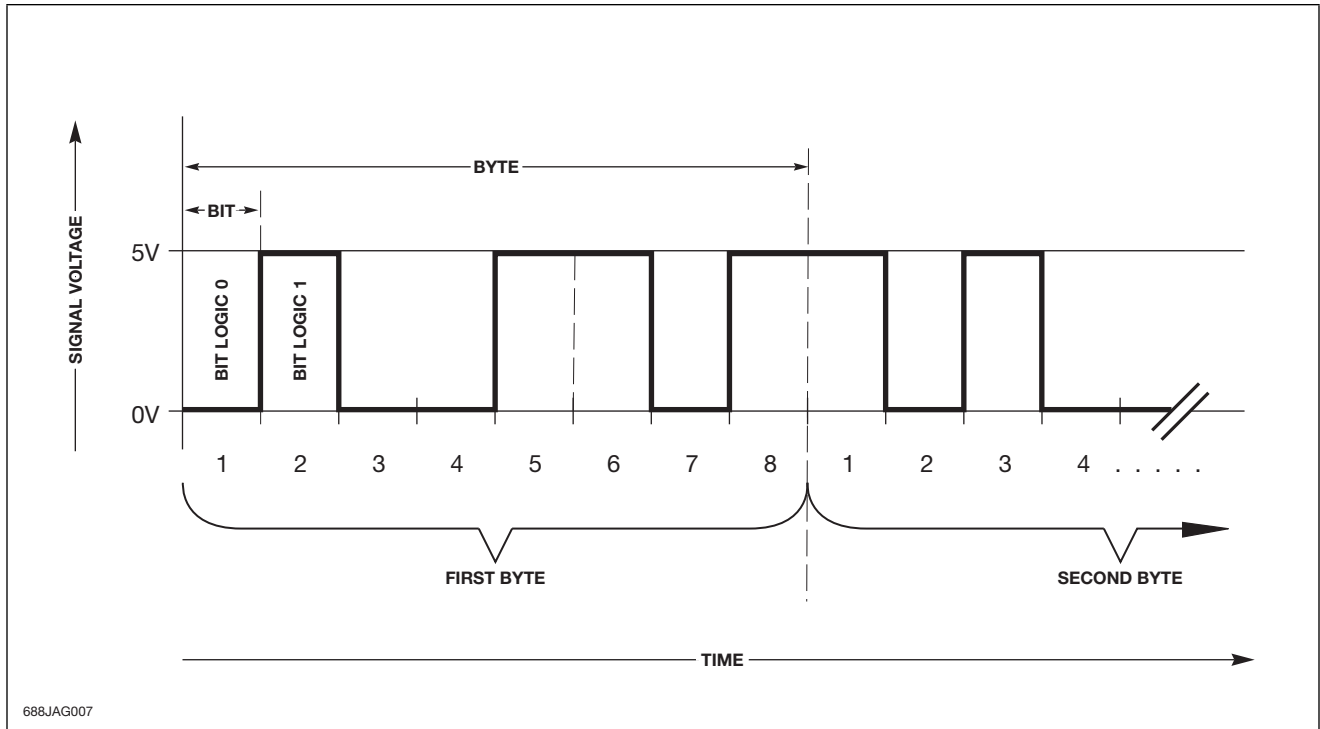 BYTE
BIT
SIGNAL VOLTAGE
5V
BIT LOGIC 0
BIT LOGIC 1
0V
1 2 3 4 5 6 7 8 1 2 3 4 . . . . .
FIRST BYTE
SECOND BYTE
TIME
688JAG007